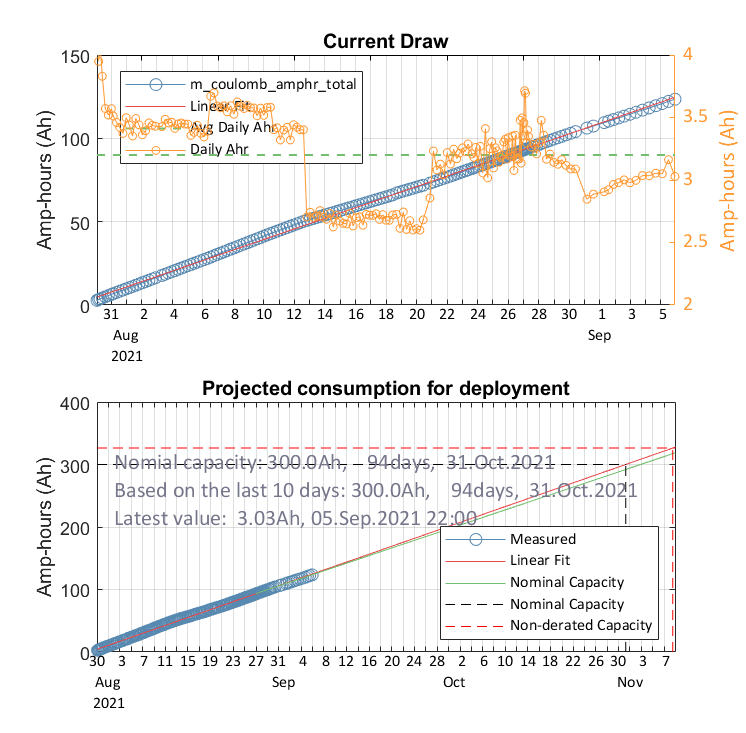 Current Draw
150
100
50
0
Amp-hours (Ah)
4
3.5
3
2.5
2
Amp-hours (Ah)
m_coulomb_amphr_total
Linear Fit
Avg Daily Ahr
Daily Ahr
31 2 4 6 8 10 12 14 16 18 20 22 24 26 28 30 1 3 5
Aug Sep
2021
Projected consumption for deployment
400
300
200
100
0
Amp-hours (Ah)
Nomial capacity: 300.0Ah, 94days, 31.Oct.2021
Based on the last 10 days: 300.0Ah, 94days, 31.Oct.2021
Latest value: 3.03Ah, 05.Sep.2021 22:00
Measured
Linear Fit
Nominal Capacity
Nominal Capacity
Non-derated Capacity
30 3 7 11 15 19 23 27 31 4 8 12 16 20 24 28 2 6 10 14 18 22 26 30 3 7
Aug Sep Oct Nov
2021